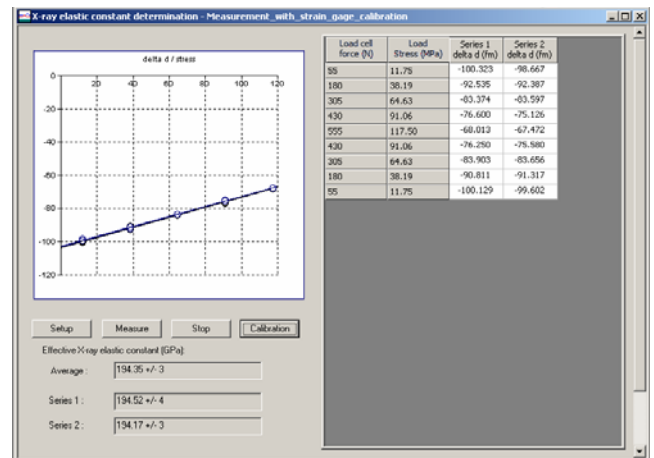 X-ray elastic constant determination - Measurement_with_strain_gage_calibration
delta d / stress
0 20 40 60 80 100 120
-20
-40
-60
-80
-100
-120
Setup Measure Stop Calibration
Effective X-ray elastic constant (GPa):
Average : 194.35 +/- 3
Series 1 : 194.52 +/- 4
Series 2 : 194.17 +/- 3
Load cell force (N) Load Stress (MPa) Series 1 delta d (fm) Series 2 delta d (fm)
55 11.75 -100.323 -98.667
180 38.19 -92.535 -92.387
305 64.63 -83.374 -83.597
430 91.06 -76.600 -75.126
555 117.50 -68.013 -67.472
430 91.06 -76.250 -75.580
305 64.63 -83.903 -83.656
180 38.19 -90.811 -91.317
55 11.75 -100.129 -99.602